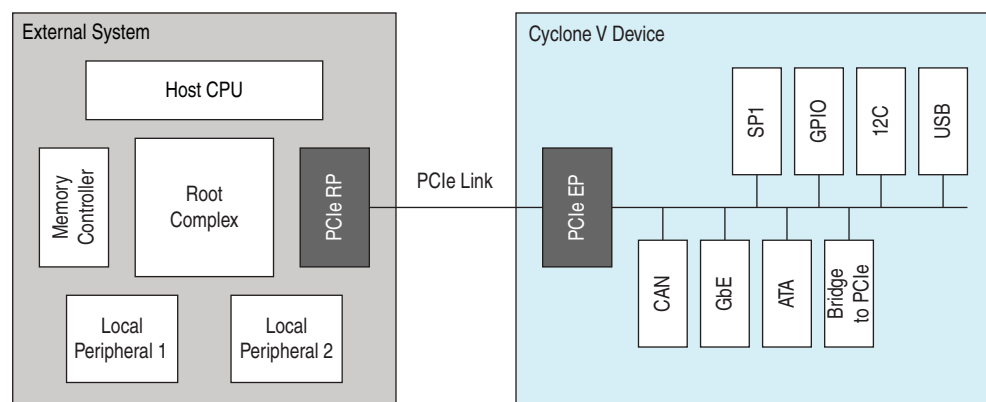 External System
Host CPU
Memory
Controller
Root
Complex
PCIe RP
Local
Peripheral 1
Local
Peripheral 2
PCIe Link
Cyclone V Device
PCIe EP
SP1
GPIO
12C
USB
CAN
GbE
ATA
Bridge
to PCIe